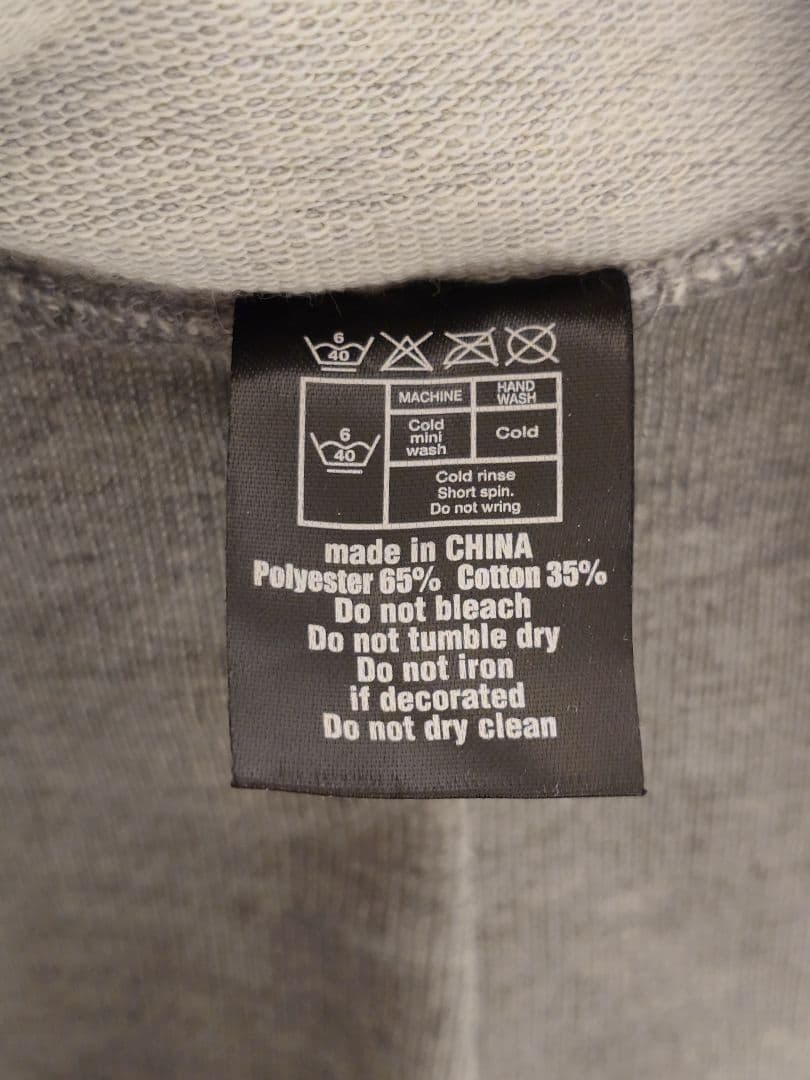 6
40
MACHINE
HAND
WASH
6
40
Cold
mini
wash
Cold
Cold rinse
Short spin.
Do not wring
made in CHINA
Polyester 65% Cotton 35%
Do not bleach
Do not tumble dry
Do not iron
if decorated
Do not dry clean